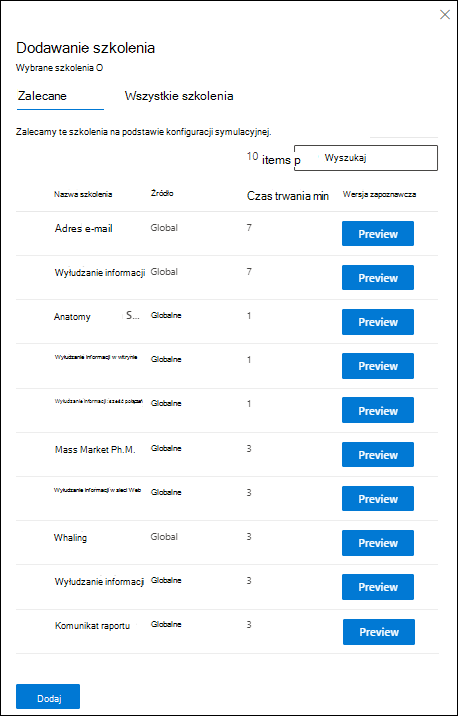 Dodawanie szkolenia
Wybrane szkolenia O
Zalecane Wszystkie szkolenia
Zalecamy te szkolenia na podstawie konfiguracji symulacyjnej.
10 items p Wyszukaj
Nazwa szkolenia Źródło Czas trwania min Wersja zapoznawcza
Adres e-mail Global 7 Preview
Wyłudzanie informacji Global 7 Preview
Anatomy S... Globalne 1 Preview
Wyłudzanie informacji w witrynie Globalne 1 Preview
Wyłudzanie informacji Globalne 1 Preview
Mass Market Ph.M. Globalne 3 Preview
Wyłudzanie informacji w sieci Web Globalne 3 Preview
Whaling Global 3 Preview
Wyłudzanie informacji Globalne 3 Preview
Komunikat raportu Globalne 3 Preview
Dodaj